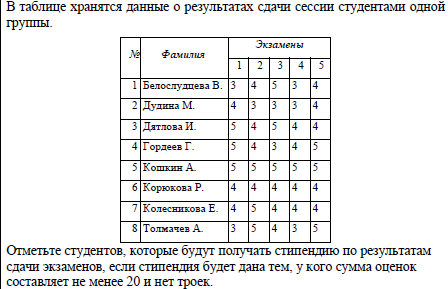 В таблице хранятся данные о результатах сдачи сессии студентами одной
группы.
№ Фамилия Экзамены
1 2 3 4 5
1 Белослудцева В. 3 4 5 3 4
2 Дудина М. 4 3 3 3 4
3 Дятлова И. 5 4 5 4 4
4 Гордеев Г. 5 4 3 4 5
5 Кошкин А. 5 5 5 5 5
6 Корюкова Р. 4 4 4 4 4
7 Колесникова Е. 4 5 4 4 4
8 Толмачев А. 3 5 4 3 5
Отметьте студентов, которые будут получать стипендию по результатам
сдачи экзаменов, если стипендия будет дана тем, у кого сумма оценок
составляет не менее 20 и нет троек.